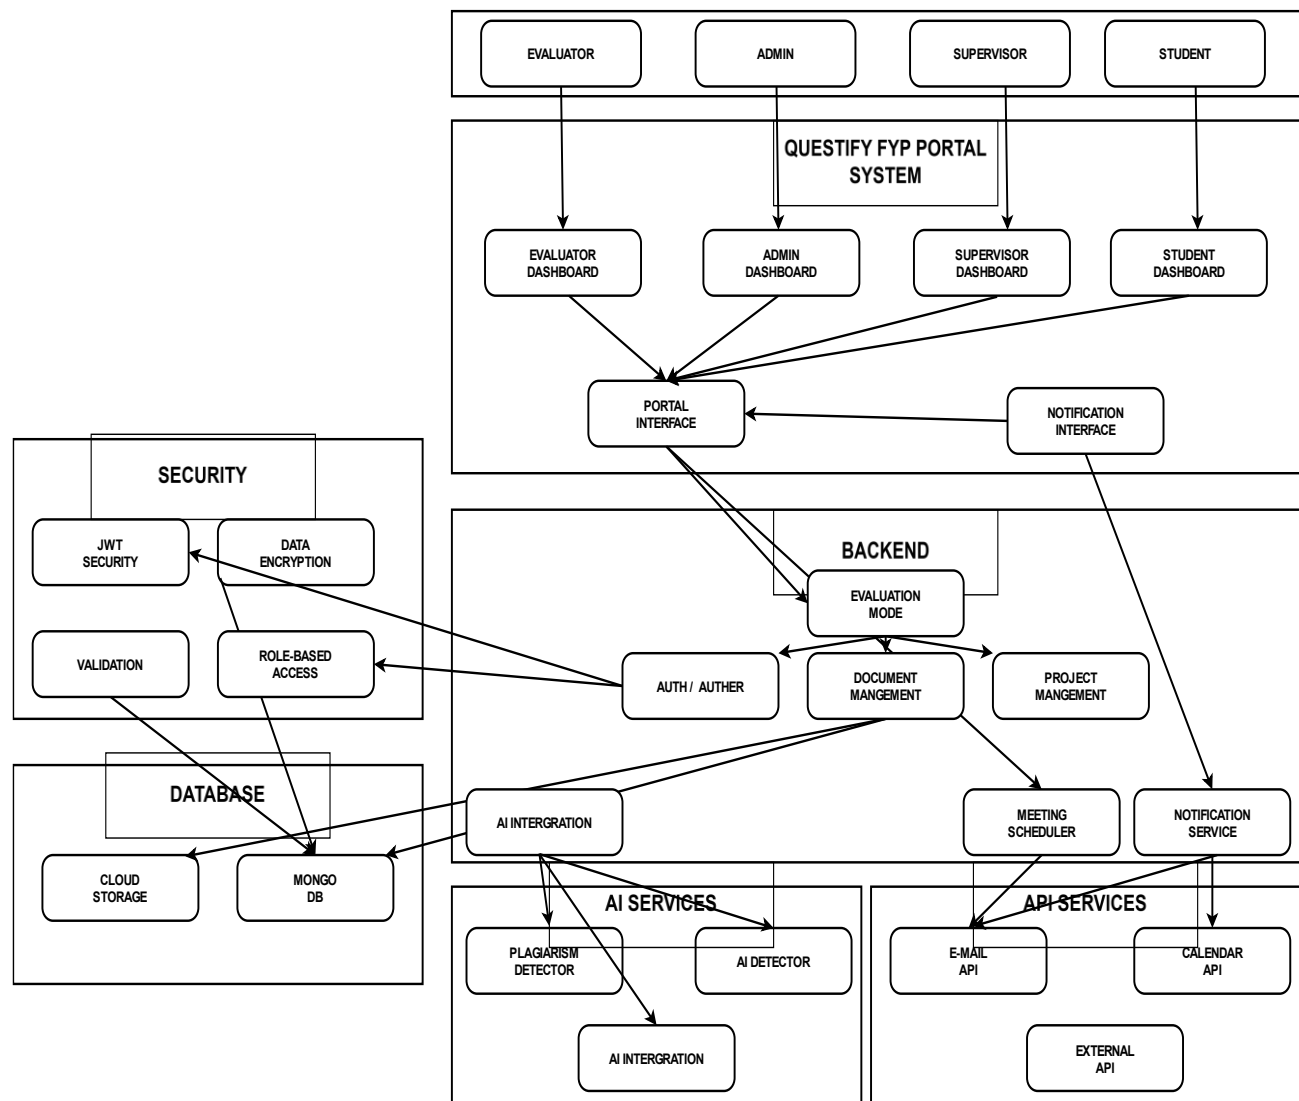 EVALUATOR
ADMIN
SUPERVISOR
STUDENT
QUESTIFY FYP PORTAL
SYSTEM
EVALUATOR
DASHBOARD
ADMIN
DASHBOARD
SUPERVISOR
DASHBOARD
STUDENT
DASHBOARD
PORTAL
INTERFACE
NOTIFICATION
INTERFACE
SECURITY
JWT
SECURITY
DATA
ENCRYPTION
VALIDATION
ROLE-BASED
ACCESS
BACKEND
EVALUATION
MODE
AUTH / AUTHER
DOCUMENT
MANGEMENT
PROJECT
MANGEMENT
DATABASE
CLOUD
STORAGE
MONGO
DB
AI INTERGRATION
MEETING
SCHEDULER
NOTIFICATION
SERVICE
AI SERVICES
PLAGIARISM
DETECTOR
AI DETECTOR
AI INTERGRATION
API SERVICES
E-MAIL
API
CALENDAR
API
EXTERNAL
API